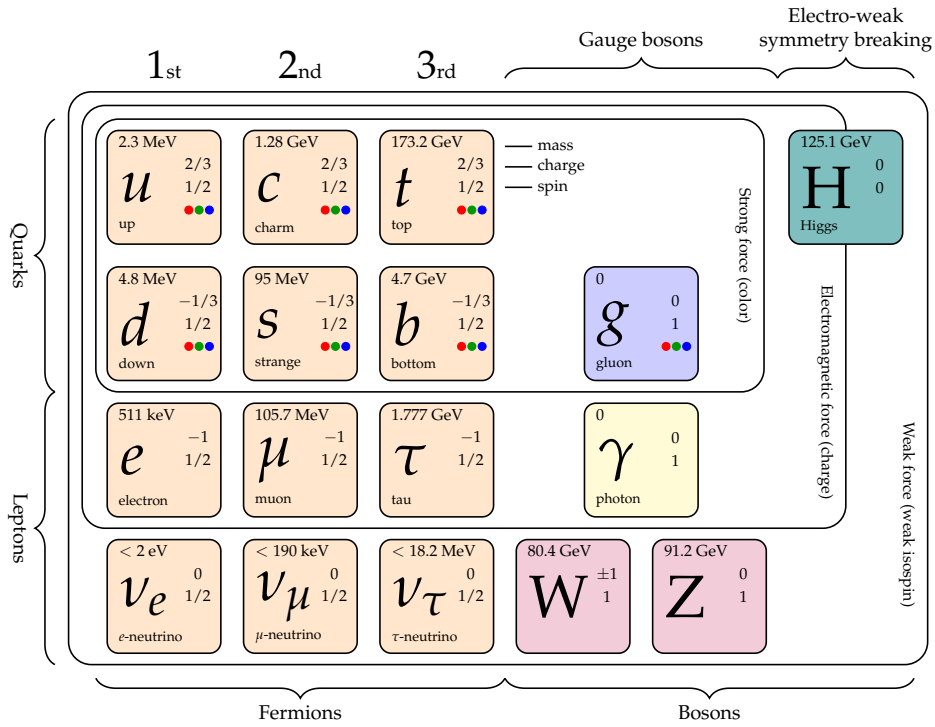 Electro-weak
symmetry breaking
Gauge bosons
1st
2nd
3rd
Quarks
Leptons
2.3 MeV
2/3
1/2
u
up
1.28 GeV
2/3
1/2
c
charm
173.2 GeV
2/3
1/2
t
top
mass
charge
spin
125.1 GeV
0
0
H
Higgs
4.8 MeV
−1/3
1/2
d
down
95 MeV
−1/3
1/2
s
strange
4.7 GeV
−1/3
1/2
b
bottom
0
0
1
g
gluon
Strong force (color)
511 keV
−1
1/2
e
electron
105.7 MeV
−1
1/2
μ
muon
1.777 GeV
−1
1/2
τ
tau
0
0
1
γ
photon
Electromagnetic force (charge)
< 2 eV
0
1/2
νe
e-neutrino
< 190 keV
0
1/2
νμ
μ-neutrino
< 18.2 MeV
0
1/2
ντ
τ-neutrino
80.4 GeV
±1
1
W
91.2 GeV
0
1
Z
Weak force (weak isospin)
Fermions
Bosons